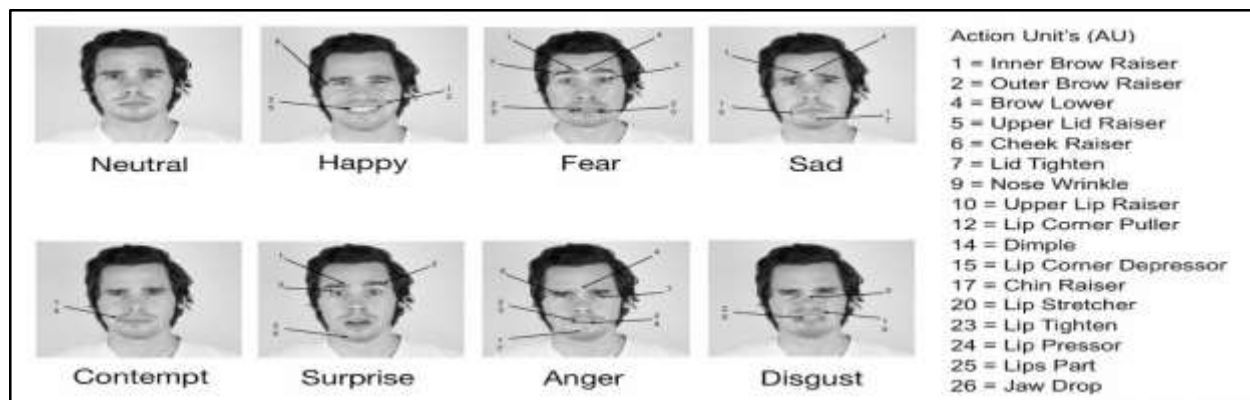 Neutral
Happy
Fear
Sad
Contempt
Surprise
Anger
Disgust
Action Unit's (AU)
1 = Inner Brow Raiser
2 = Outer Brow Raiser
4 = Brow Lower
5 = Upper Lid Raiser
6 = Cheek Raiser
7 = Lid Tighten
9 = Nose Wrinkle
10 = Upper Lip Raiser
12 = Lip Corner Puller
14 = Dimple
15 = Lip Corner Depressor
17 = Chin Raiser
20 = Lip Stretcher
23 = Lip Tighten
24 = Lip Pressor
25 = Lips Part
26 = Jaw Drop